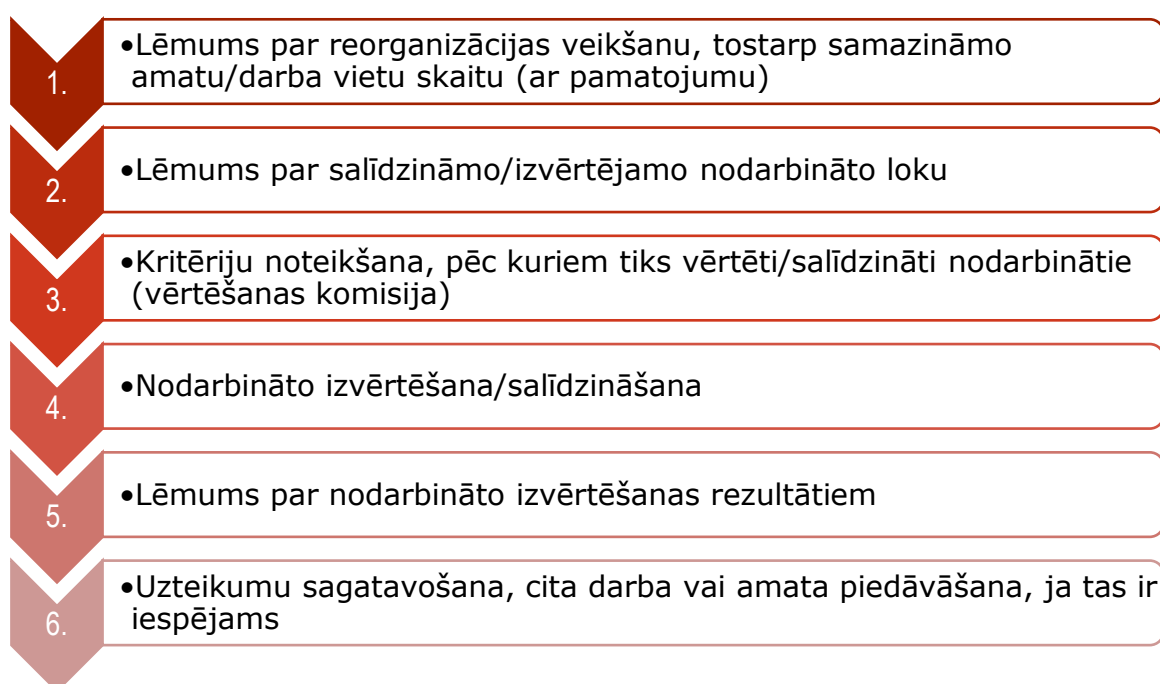 1.
•Lēmums par reorganizācijas veikšanu, tostarp samazināmo
amatu/darba vietu skaitu (ar pamatojumu)
2.
•Lēmums par salīdzināmo/izvērtējamo nodarbināto loku
3.
•Kritēriju noteikšana, pēc kuriem tiks vērtēti/salīdzināti nodarbinātie
(vērtēšanas komisija)
4.
•Nodarbināto izvērtēšana/salīdzināšana
5.
•Lēmums par nodarbināto izvērtēšanas rezultātiem
6.
•Uzteikumu sagatavošana, cita darba vai amata piedāvāšana, ja tas ir
iespējams